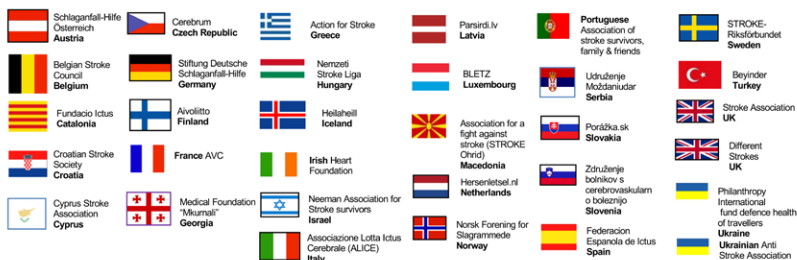 Schlaganfall-Hilfe
Österreich
Austria
Belgian Stroke
Council
Belgium
Fundacio Ictus
Catalonia
Croatian Stroke
Society
Croatia
Cyprus Stroke
Association
Cyprus
Cerebrum
Czech Republic
Stiftung Deutsche
Schlaganfall-Hilfe
Germany
Aivoliitto
Finland
France AVC
Medical Foundation
"Mkurnali"
Georgia
Action for Stroke
Greece
Nemzeti
Stroke Liga
Hungary
Heilaheill
Iceland
Irish Heart
Foundation
Neeman Association for
Stroke survivors
Israel
Associazione Lotta Ictus
Cerebrale (ALICE)
Italy
Parsirdi.lv
Latvia
BLETZ
Luxembourg
Association for a
fight against
stroke (STROKE
Ohrid)
Macedonia
Hersenletsel.nl
Netherlands
Norsk Forening for
Slagrammede
Norway
Portuguese
Association of
stroke survivors,
family & friends
Udruženje
Moždaniudar
Serbia
Porážka.sk
Slovakia
Združenje
bolnikov s
cerebrovaskularn
o boleznijo
Slovenia
Federacion
Espanola de Ictus
Spain
STROKE-
Riksförbundet
Sweden
Beyinder
Turkey
Stroke Association
UK
Different
Strokes
UK
Philanthropy
International
fund defence health
of travellers
Ukraine
Ukrainian Anti
Stroke Association